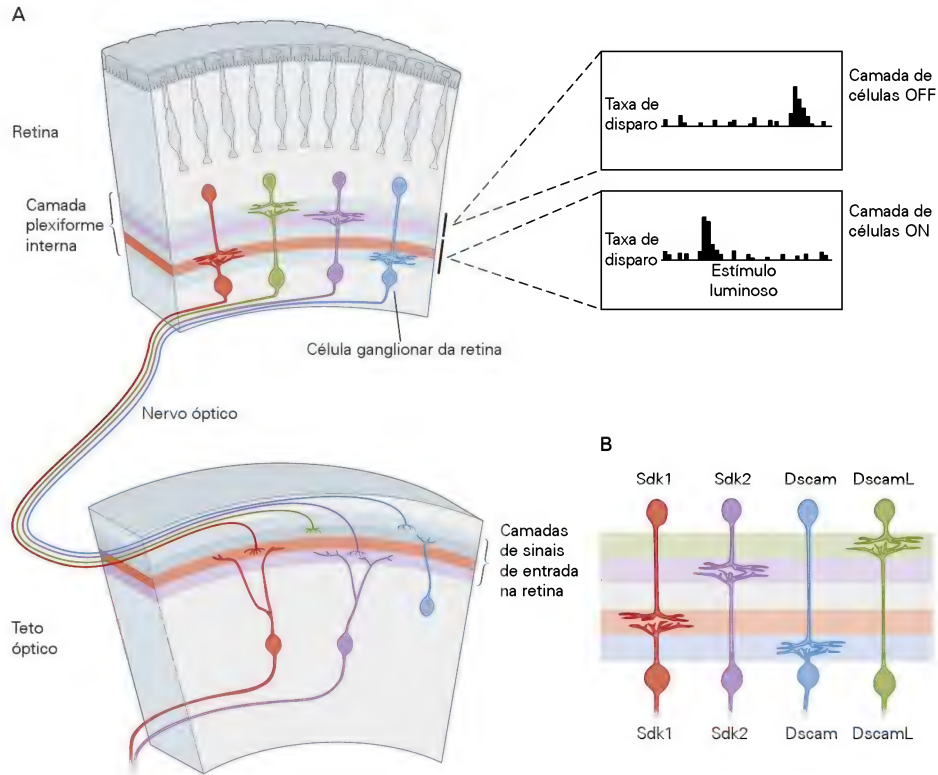 A
Retina
Camada
plexiforme
interna
Taxa de
disparo
Camada de
células OFF
Taxa de
disparo
Estímulo
luminoso
Camada de
células ON
Célula ganglionar da retina
Nervo óptico
Camadas
de sinais
de entrada
na retina
Teto
óptico
B
Sdk1 Sdk2 Dscam DscamL
Sdk1 Sdk2 Dscam DscamL